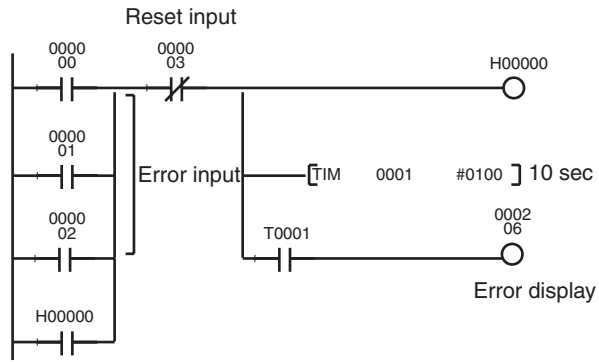 Reset input
0000
00
0000
03
H00000
0000
01
Error input
TIM 0001 #0100
10 sec
0000
02
T0001
0002
06
Error display
H00000